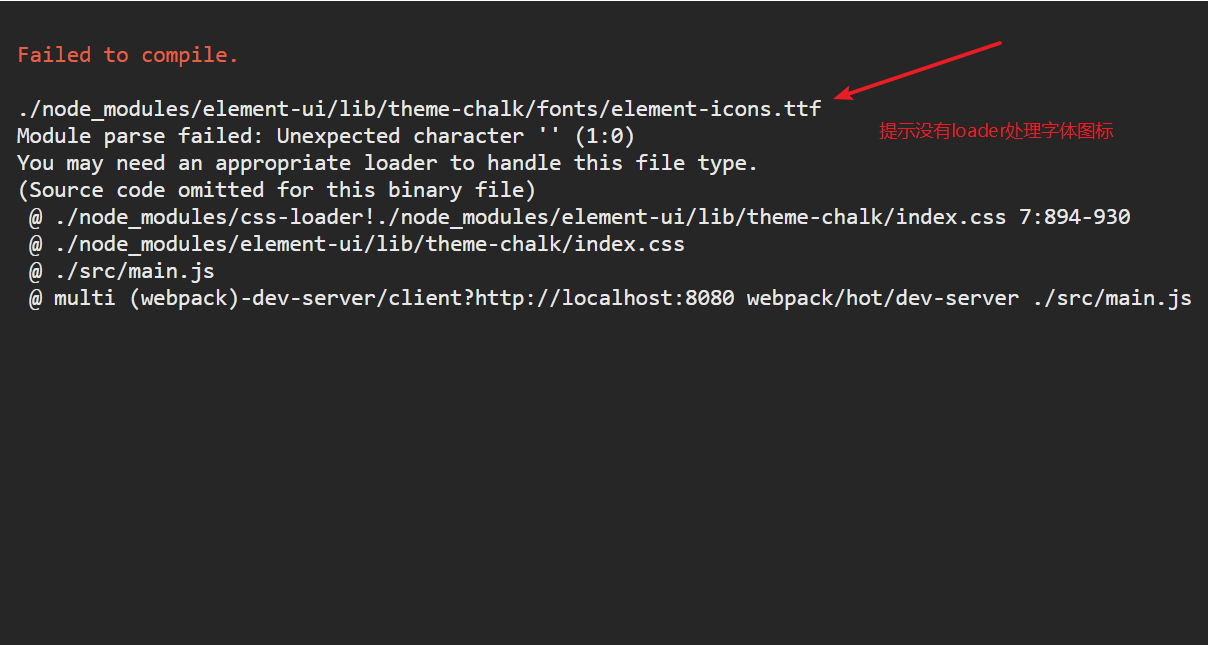 Failed to compile.
./node_modules/element-ui/lib/theme-chalk/fonts/element-icons.ttf
Module parse failed: Unexpected character '' (1:0)
提示没有loader处理字体图标
You may need an appropriate loader to handle this file type.
(Source code omitted for this binary file)
@ ./node_modules/css-loader!./node_modules/element-ui/lib/theme-chalk/index.css 7:894-930
@ ./node_modules/element-ui/lib/theme-chalk/index.css
@ ./src/main.js
@ multi (webpack)-dev-server/client?http://localhost:8080 webpack/hot/dev-server ./src/main.js